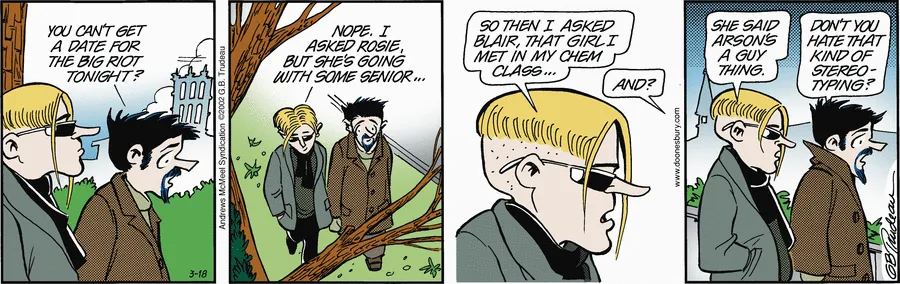 YOU CAN'T GET
A DATE FOR
THE BIG RIOT
TONIGHT?
3-18
Andrews McMeel Syndication ©2002 G.B. Trudeau
NOPE. I
ASKED ROSIE,
BUT SHE'S GOING
WITH SOME SENIOR...
SO THEN I ASKED
BLAIR, THAT GIRL I
MET IN MY CHEM
CLASS...
AND?
www.doonesbury.com
SHE SAID
ARSON'S
A GUY
THING.
DON'T YOU
HATE THAT
KIND OF
STEREO-
TYPING?
GB Trudeau